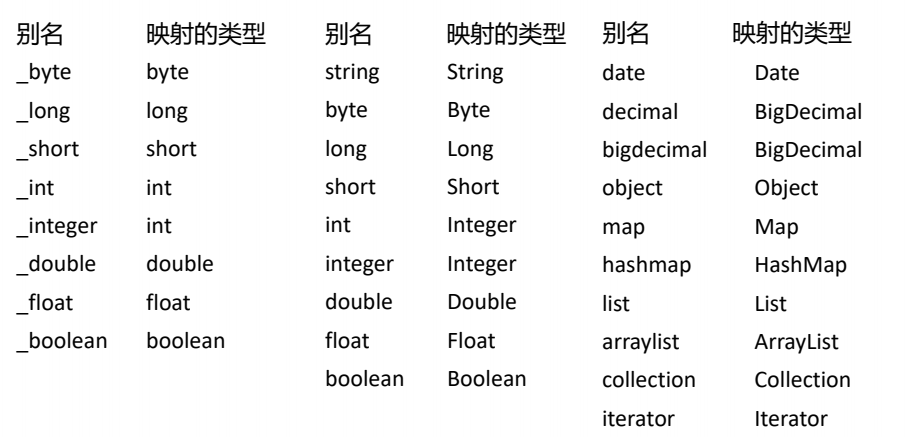 别名 映射的类型 别名 映射的类型 别名 映射的类型
_byte byte string String date Date
_long long byte Byte decimal BigDecimal
_short short long Long bigdecimal BigDecimal
_int int short Short object Object
_integer int int Integer map Map
_double double integer Integer hashmap HashMap
_float float double Double list List
_boolean boolean float Float arraylist ArrayList
boolean Boolean collection Collection
iterator Iterator